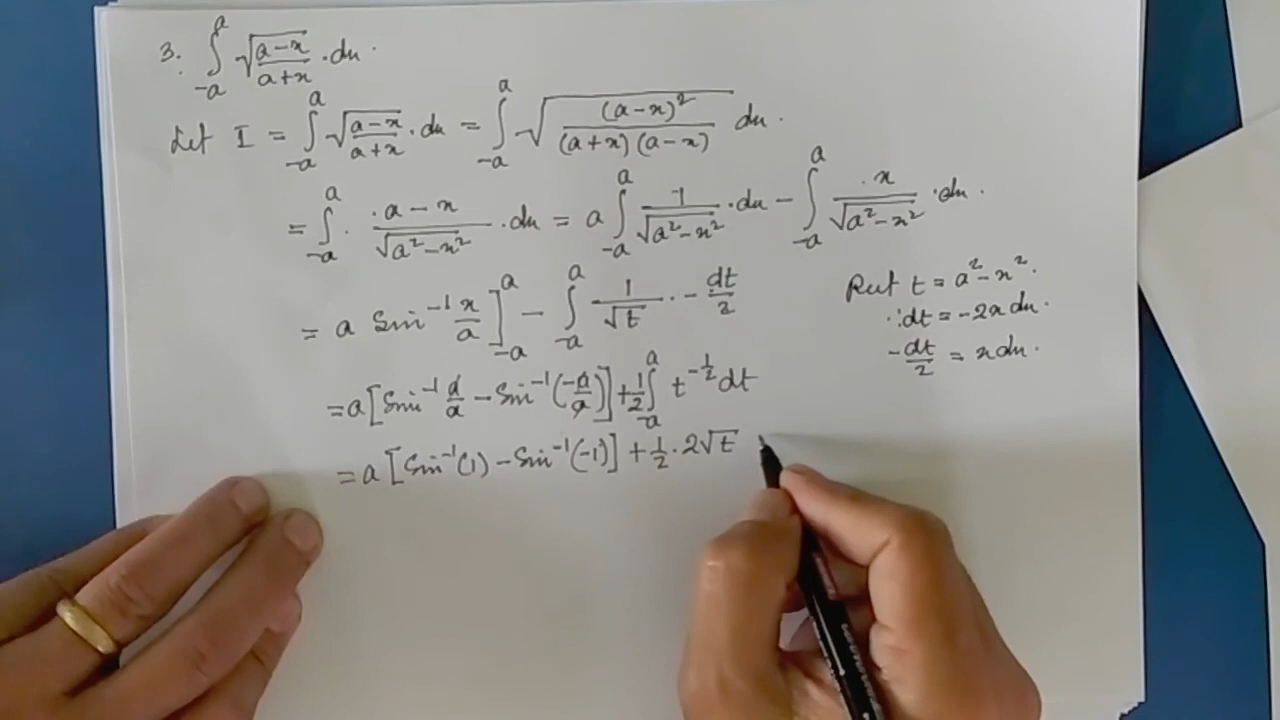 3. ∫_{-a}^{a} √((a-x)/(a+x)) · dx ·
Let I = ∫_{-a}^{a} √((a-x)/(a+x)) · dx = ∫_{-a}^{a} √((a-x)²/((a+x)(a-x))) dx ·
= ∫_{-a}^{a} · (a-x)/√(a²-x²) · dx = a ∫_{-a}^{a} 1/√(a²-x²) · dx - ∫_{-a}^{a} x/√(a²-x²) · dx ·
= a Sin⁻¹ x/a ]_{-a}^{a} - ∫_{-a}^{a} 1/√t · -dt/2
= a [Sin⁻¹ a/a - Sin⁻¹(-a/a)] + 1/2 ∫_{-a}^{a} t^{-1/2} dt
= a [Sin⁻¹(1) - Sin⁻¹(-1)] + 1/2 · 2√t
Put t = a² - x² ·
∴ dt = -2x dx ·
-dt/2 = x dx ·